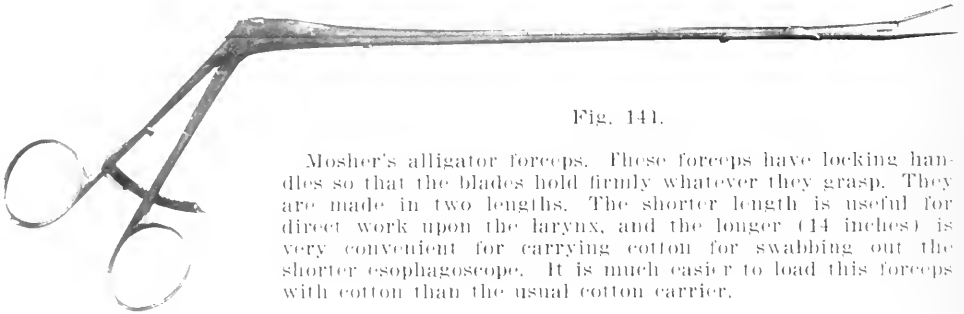 Fig. 141.
Mosher's alligator forceps. These forceps have locking han-
dles so that the blades hold firmly whatever they grasp. They
are made in two lengths. The shorter length is useful for
direct work upon the larynx, and the longer (14 inches) is
very convenient for carrying cotton for swabbing out the
shorter esophagoscope. It is much easier to load this forceps
with cotton than the usual cotton carrier.